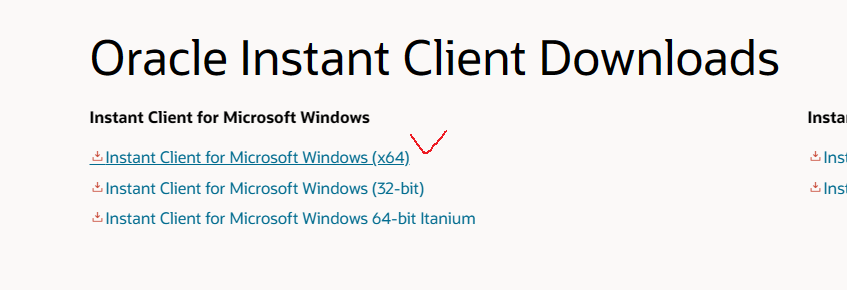 Oracle Instant Client Downloads
Instant Client for Microsoft Windows
Instant Client for Microsoft Windows (x64)
Instant Client for Microsoft Windows (32-bit)
Instant Client for Microsoft Windows 64-bit Itanium